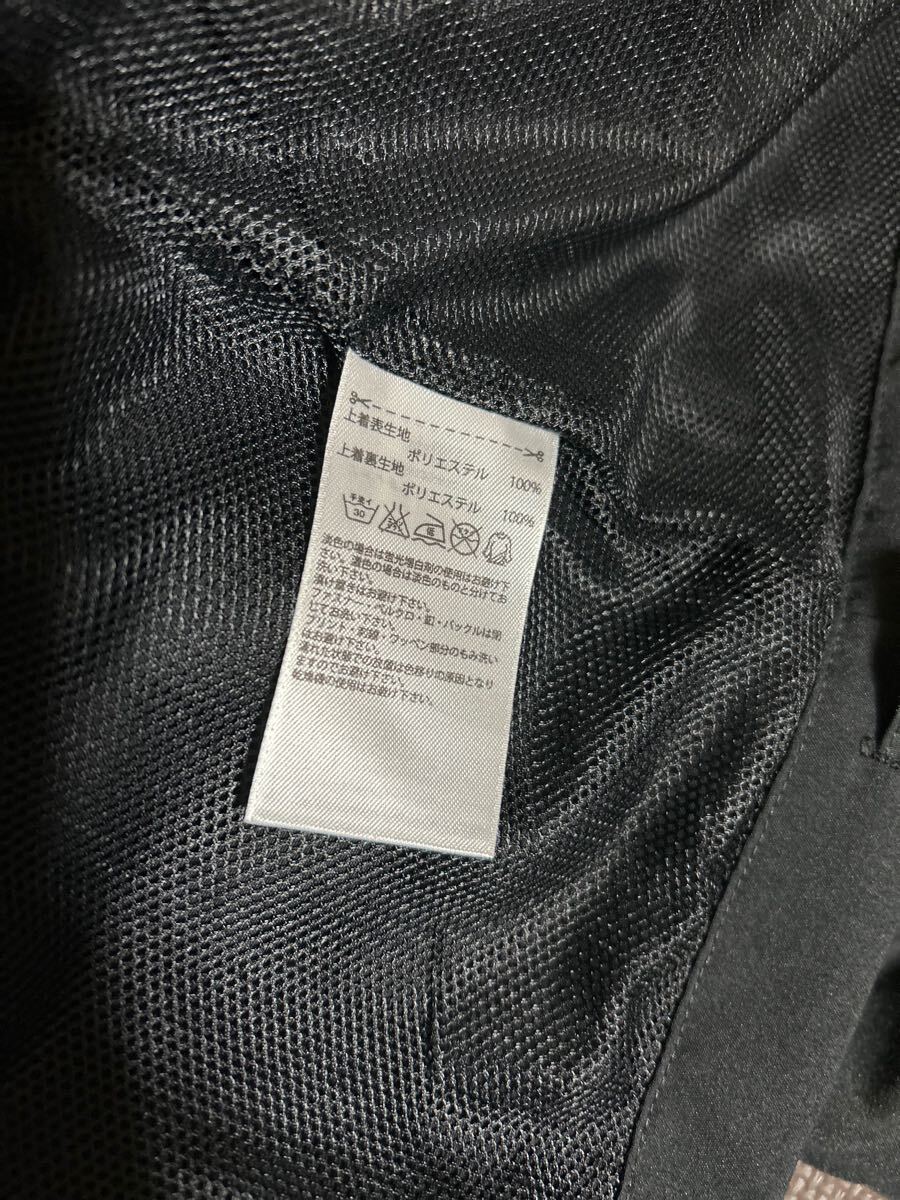 上着表生地
ポリエステル 100%
上着裏生地
ポリエステル 100%
手洗イ
30
淡色の場合は蛍光増白剤の使用はお避け下
さい。濃色の場合は淡色のものと分けてお
洗い下さい。
漬け置きはお避け下さい。
ファスナー・ベルクロ・釦・バックルは閉
じてお洗い下さい。
プリント・刺繍・ワッペン部分のもみ洗い
はお避け下さい。
濡れた状態での放置は色移りの原因となり
ますのでお避け下さい。
乾燥機の使用はお避け下さい。